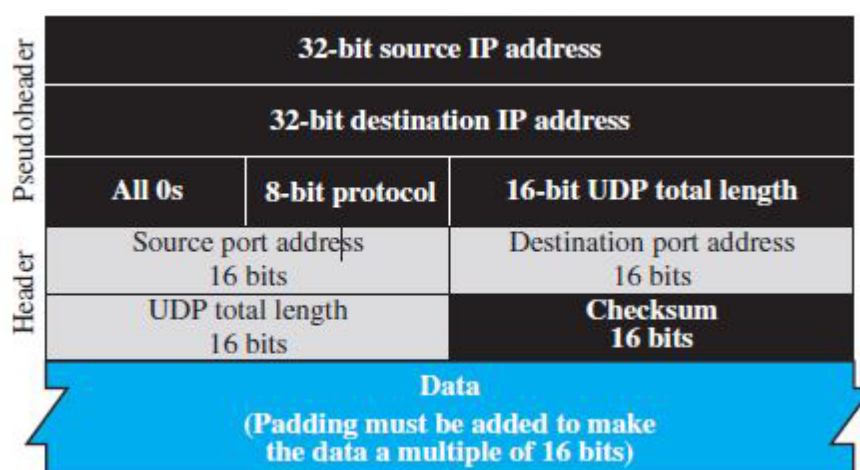 Pseudoheader
32-bit source IP address
32-bit destination IP address
All 0s 8-bit protocol 16-bit UDP total length
Header
Source port address Destination port address
16 bits 16 bits
UDP total length Checksum
16 bits 16 bits
Data
(Padding must be added to make
the data a multiple of 16 bits)